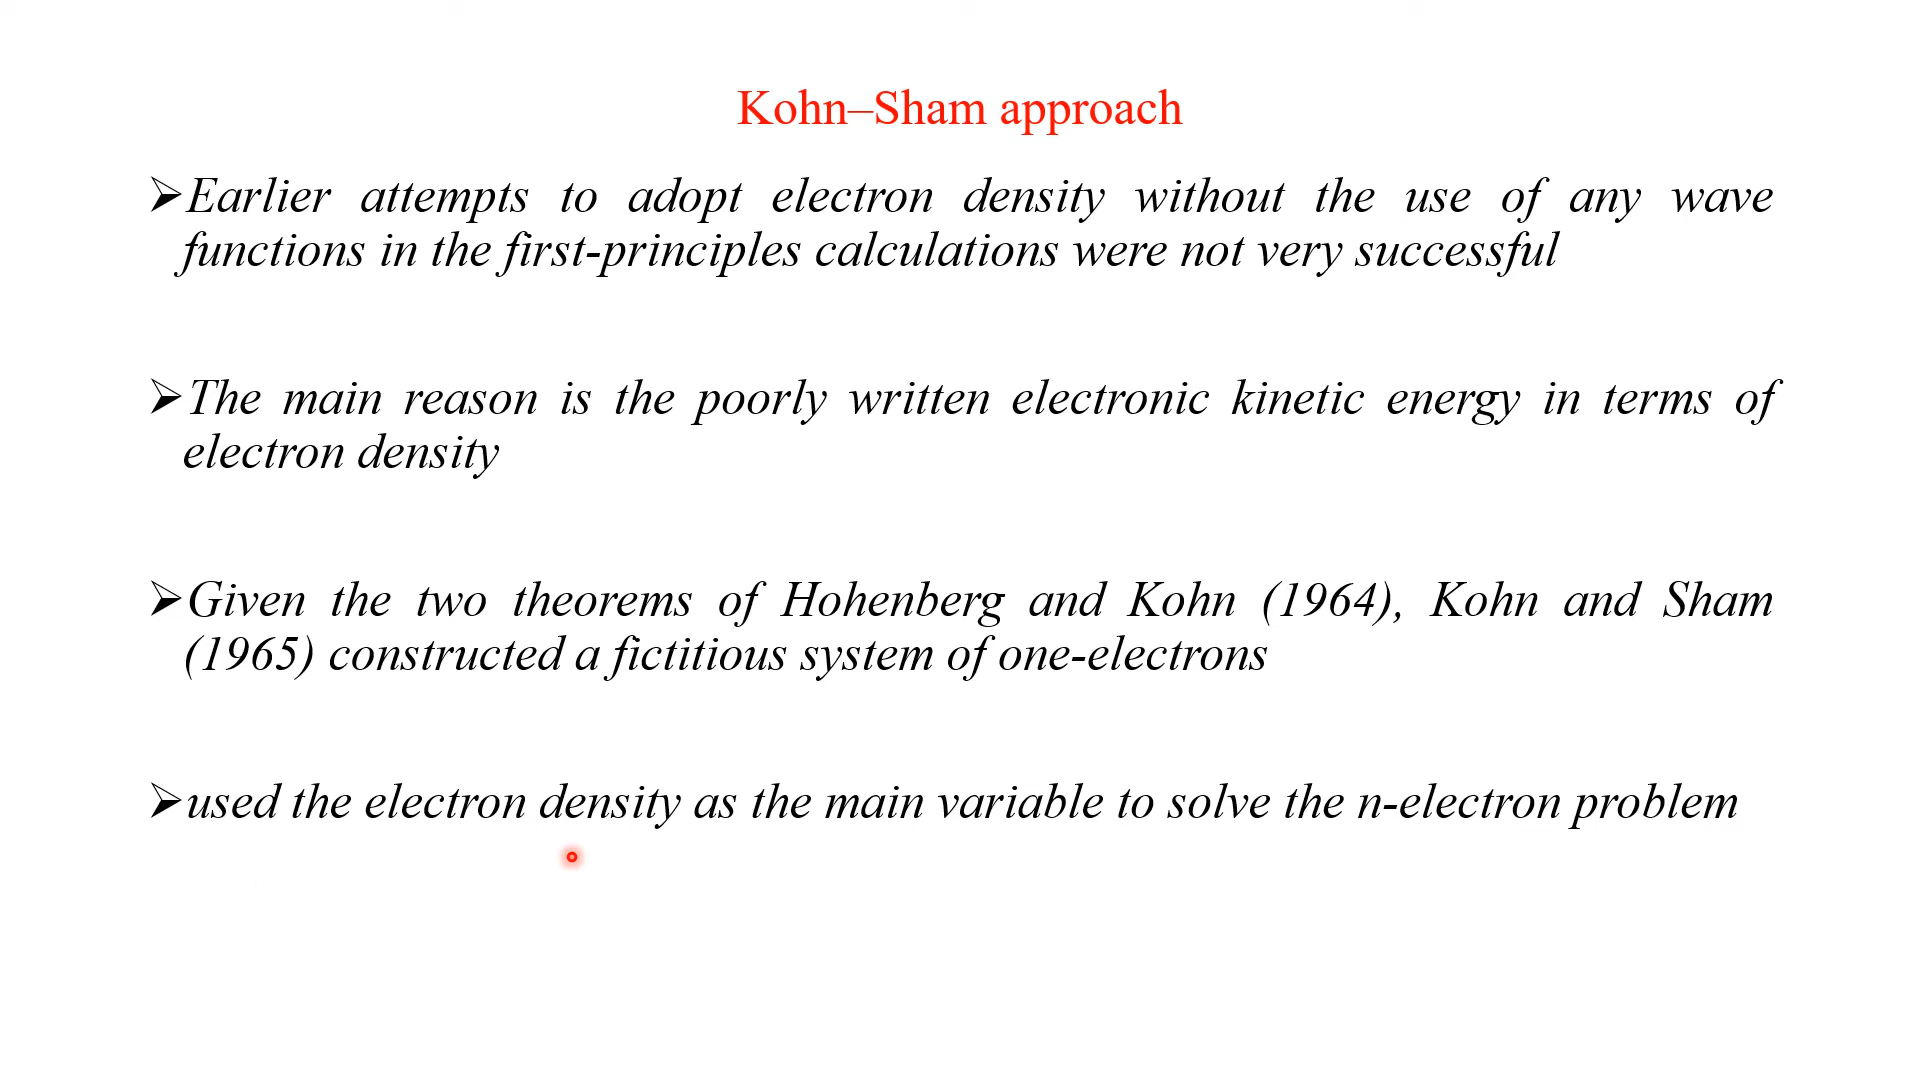 Kohn–Sham approach
➢Earlier attempts to adopt electron density without the use of any wave
functions in the first-principles calculations were not very successful
➢The main reason is the poorly written electronic kinetic energy in terms of
electron density
➢Given the two theorems of Hohenberg and Kohn (1964), Kohn and Sham
(1965) constructed a fictitious system of one-electrons
➢used the electron density as the main variable to solve the n-electron problem